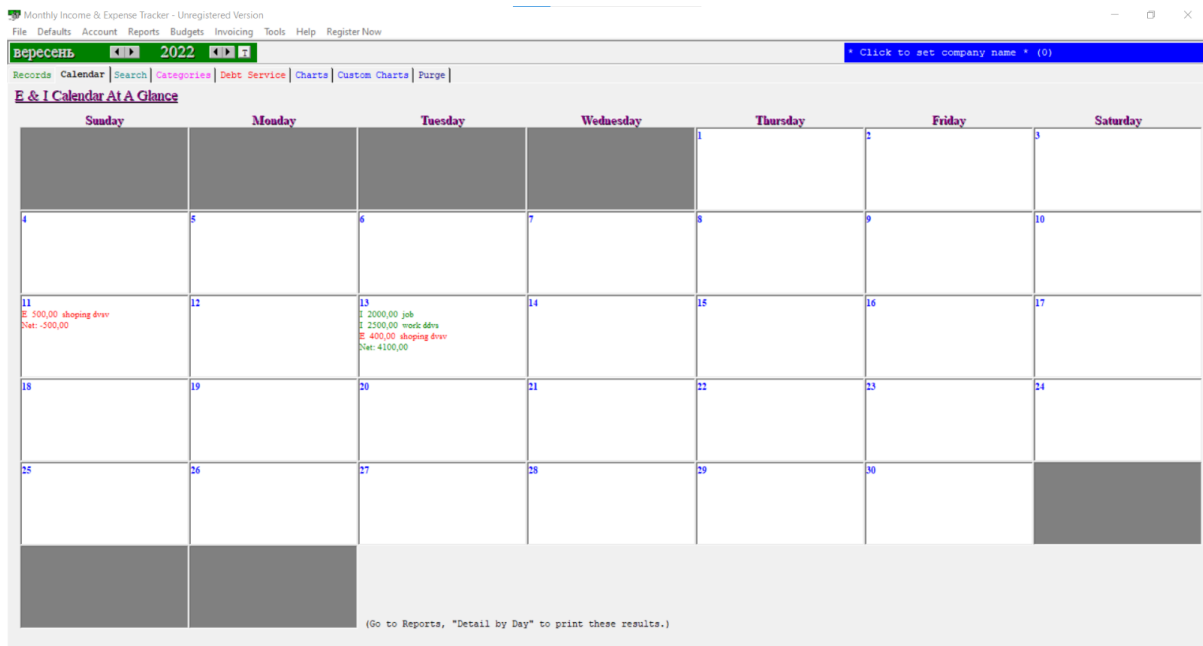 Monthly Income & Expense Tracker - Unregistered Version
File Defaults Account Reports Budgets Invoicing Tools Help Register Now
вересень 2022 T * Click to set company name * (0)
Records Calendar Search Categories Debt Service Charts Custom Charts Purge
E & I Calendar At A Glance
Sunday Monday Tuesday Wednesday Thursday Friday Saturday
1 2 3
4 5 6 7 8 9 10
11 12 13 14 15 16 17
E 500,00 shoping dvsv
Net: -500,00
I 2000,00 job
I 2500,00 work ddvs
E 400,00 shoping dvsv
Net: 4100,00
18 19 20 21 22 23 24
25 26 27 28 29 30
(Go to Reports, "Detail by Day" to print these results.)